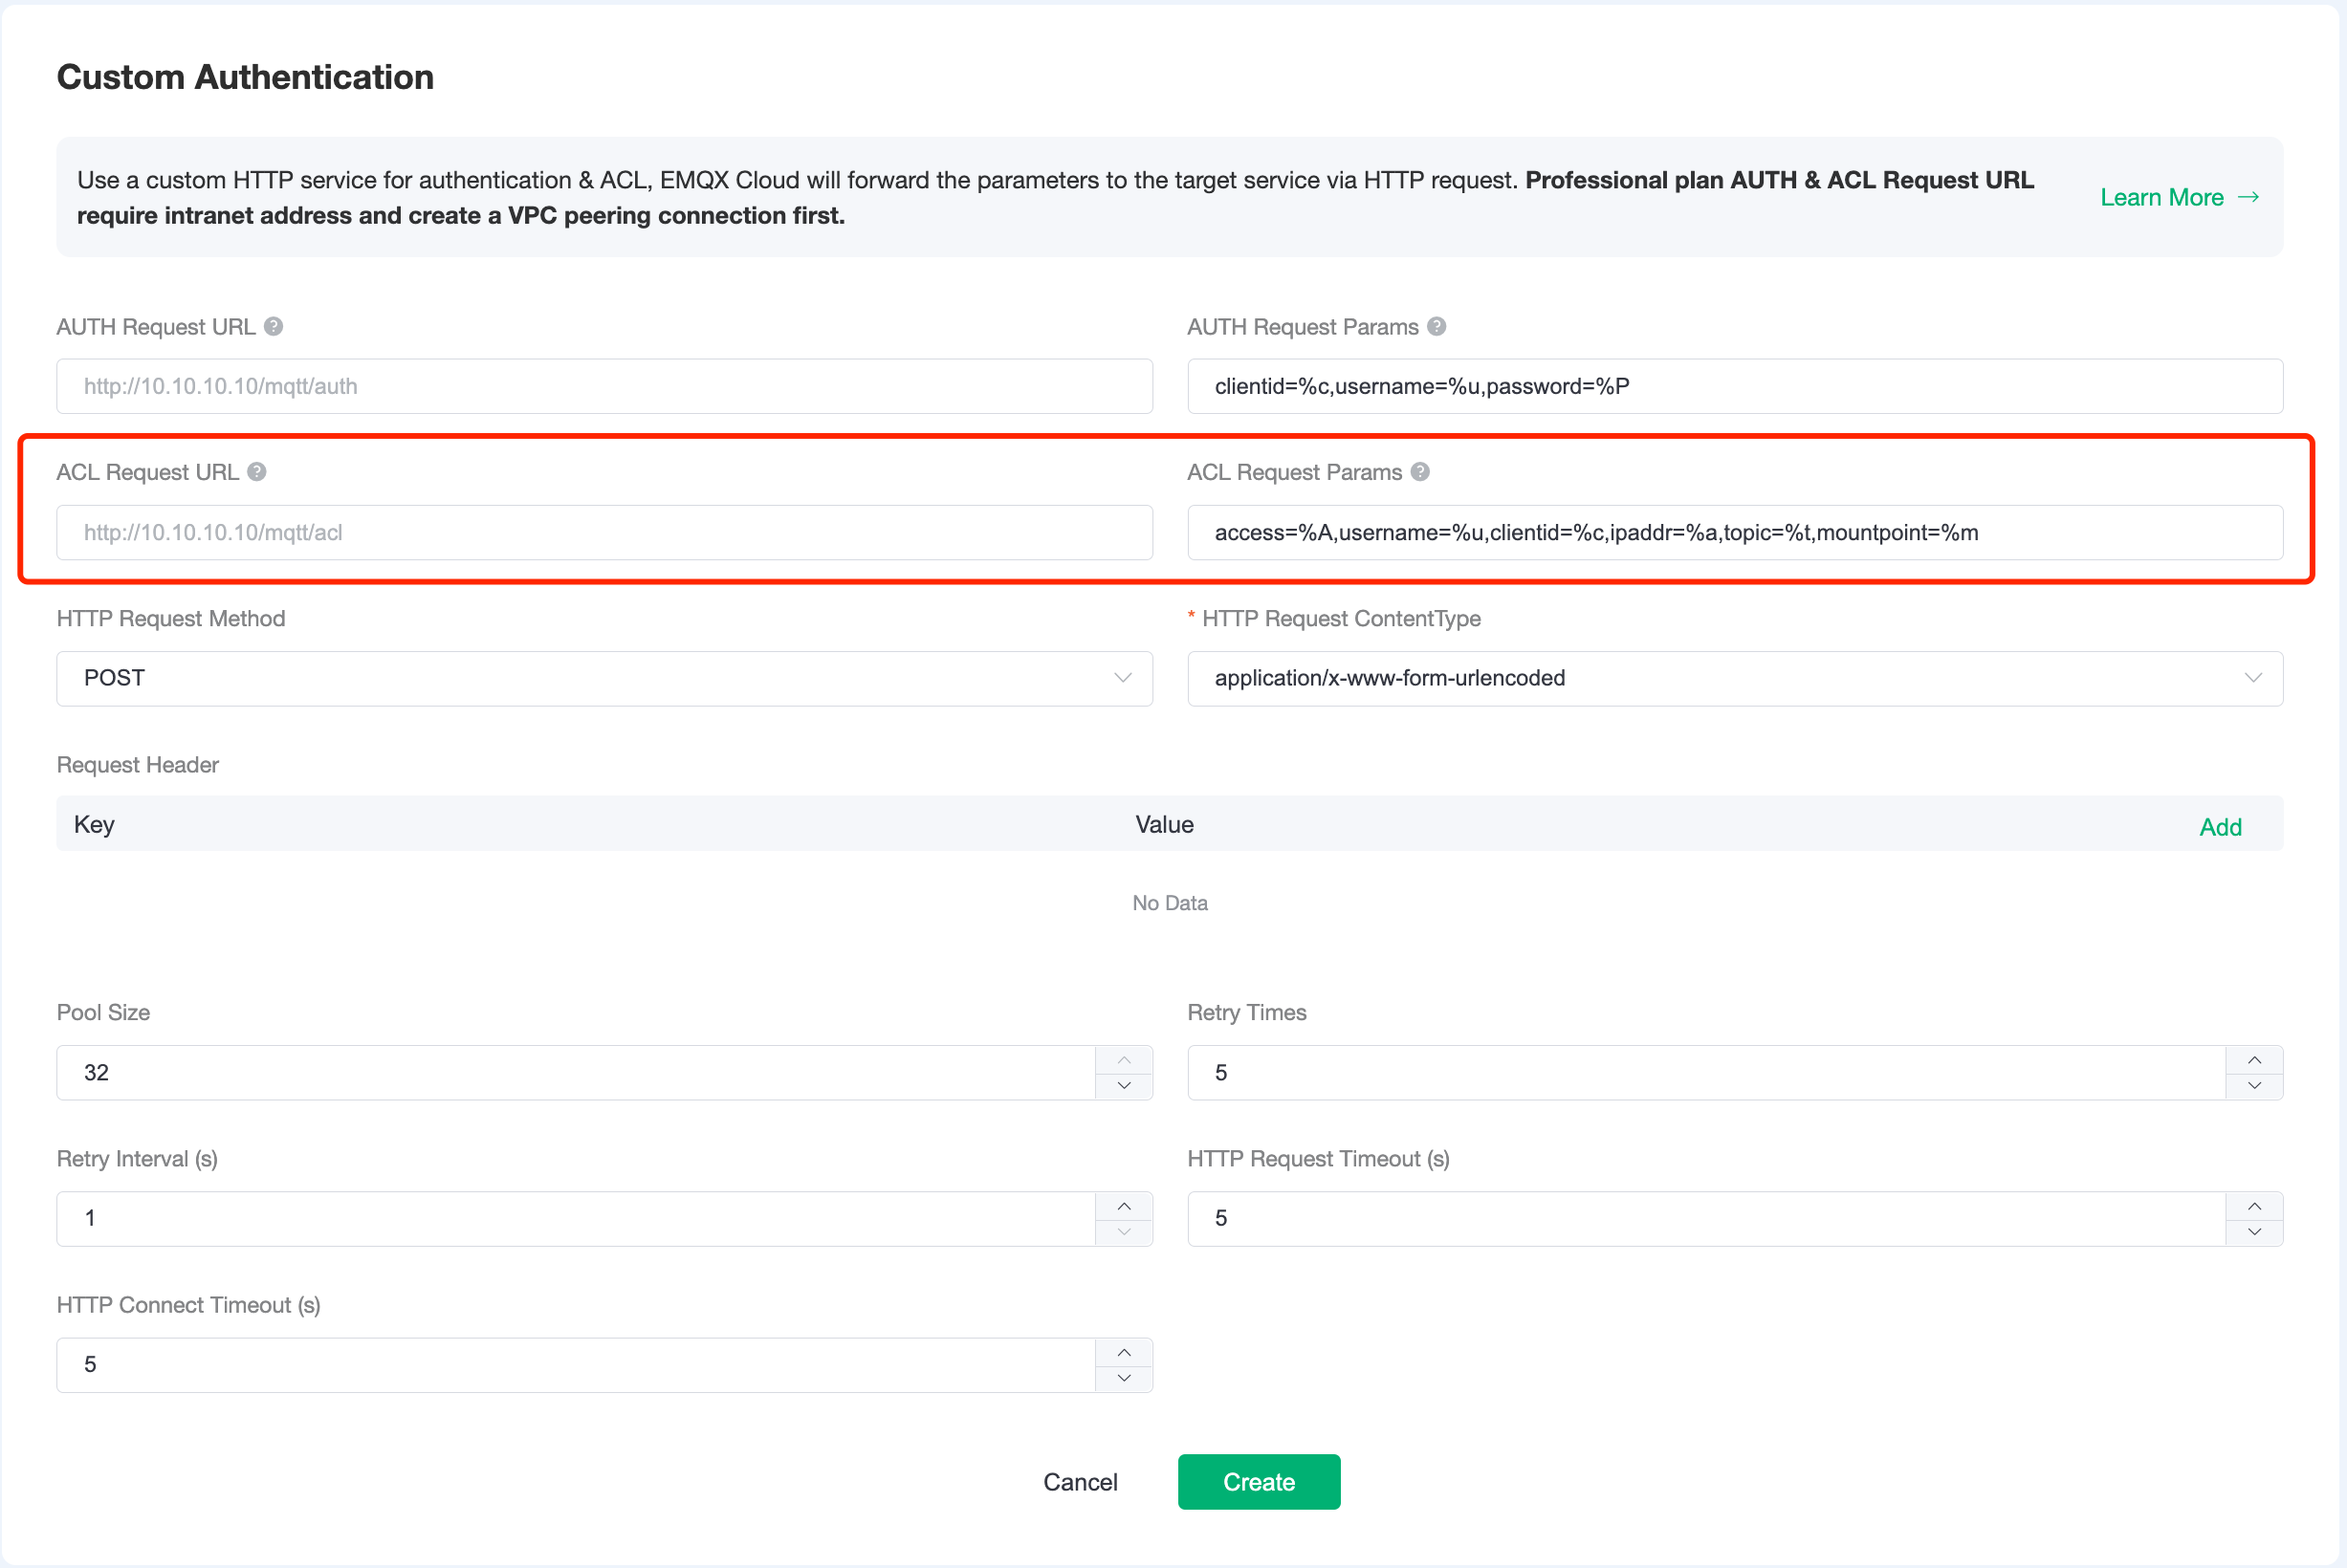 Custom Authentication
Use a custom HTTP service for authentication & ACL, EMQX Cloud will forward the parameters to the target service via HTTP request. Professional plan AUTH & ACL Request URL
require intranet address and create a VPC peering connection first.
Learn More →
AUTH Request URL ?
AUTH Request Params ?
http://10.10.10.10/mqtt/auth
clientid=%c,username=%u,password=%P
ACL Request URL ?
ACL Request Params ?
http://10.10.10.10/mqtt/acl
access=%A,username=%u,clientid=%c,ipaddr=%a,topic=%t,mountpoint=%m
HTTP Request Method
* HTTP Request ContentType
POST
application/x-www-form-urlencoded
Request Header
Key
Value
Add
No Data
Pool Size
Retry Times
32
5
Retry Interval (s)
HTTP Request Timeout (s)
1
5
HTTP Connect Timeout (s)
5
Cancel
Create